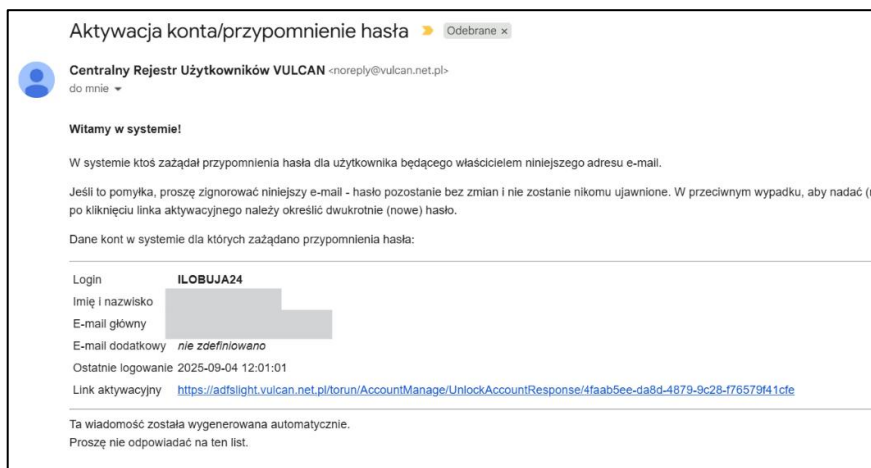 Aktywacja konta/przypomnienie hasła Odebrane ×
Centralny Rejestr Użytkowników VULCAN <noreply@vulcan.net.pl>
do mnie
Witamy w systemie!
W systemie ktoś zażądał przypomnienia hasła dla użytkownika będącego właścicielem niniejszego adresu e-mail.
Jeśli to pomyłka, proszę zignorować niniejszy e-mail - hasło pozostanie bez zmian i nie zostanie nikomu ujawnione. W przeciwnym wypadku, aby nadać (
po kliknięciu linka aktywacyjnego należy określić dwukrotnie (nowe) hasło.
Dane kont w systemie dla których zażądano przypomnienia hasła:
Login ILOBUJA24
Imię i nazwisko
E-mail główny
E-mail dodatkowy nie zdefiniowano
Ostatnie logowanie 2025-09-04 12:01:01
Link aktywacyjny https://adfslight.vulcan.net.pl/torun/AccountManage/UnlockAccountResponse/4faab5ee-da8d-4879-9c28-f76579f41cfe
Ta wiadomość została wygenerowana automatycznie.
Proszę nie odpowiadać na ten list.